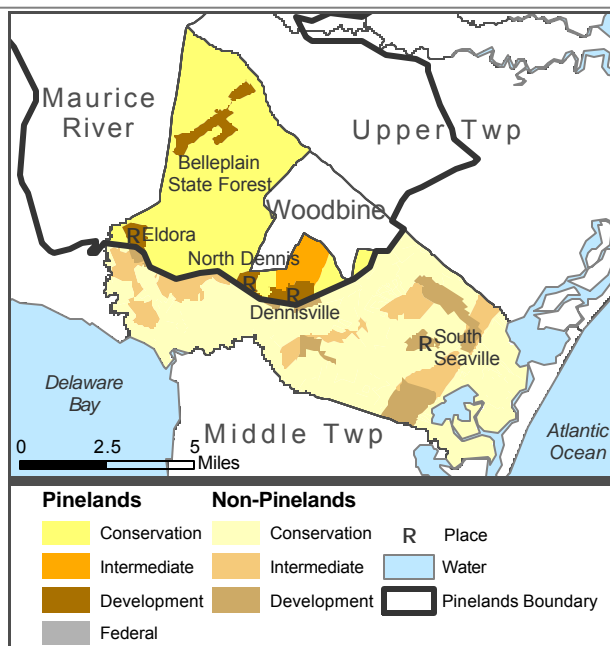 Maurice
River
Upper Twp
Belleplain
State Forest
Woodbine
R Eldora
North Dennis
R
R
Dennisville
R South
Seaville
Delaware
Bay
Middle Twp
Atlantic
Ocean
0 2.5 5
Miles
Pinelands Non-Pinelands
Conservation Conservation R Place
Intermediate Intermediate Water
Development Development Pinelands Boundary
Federal